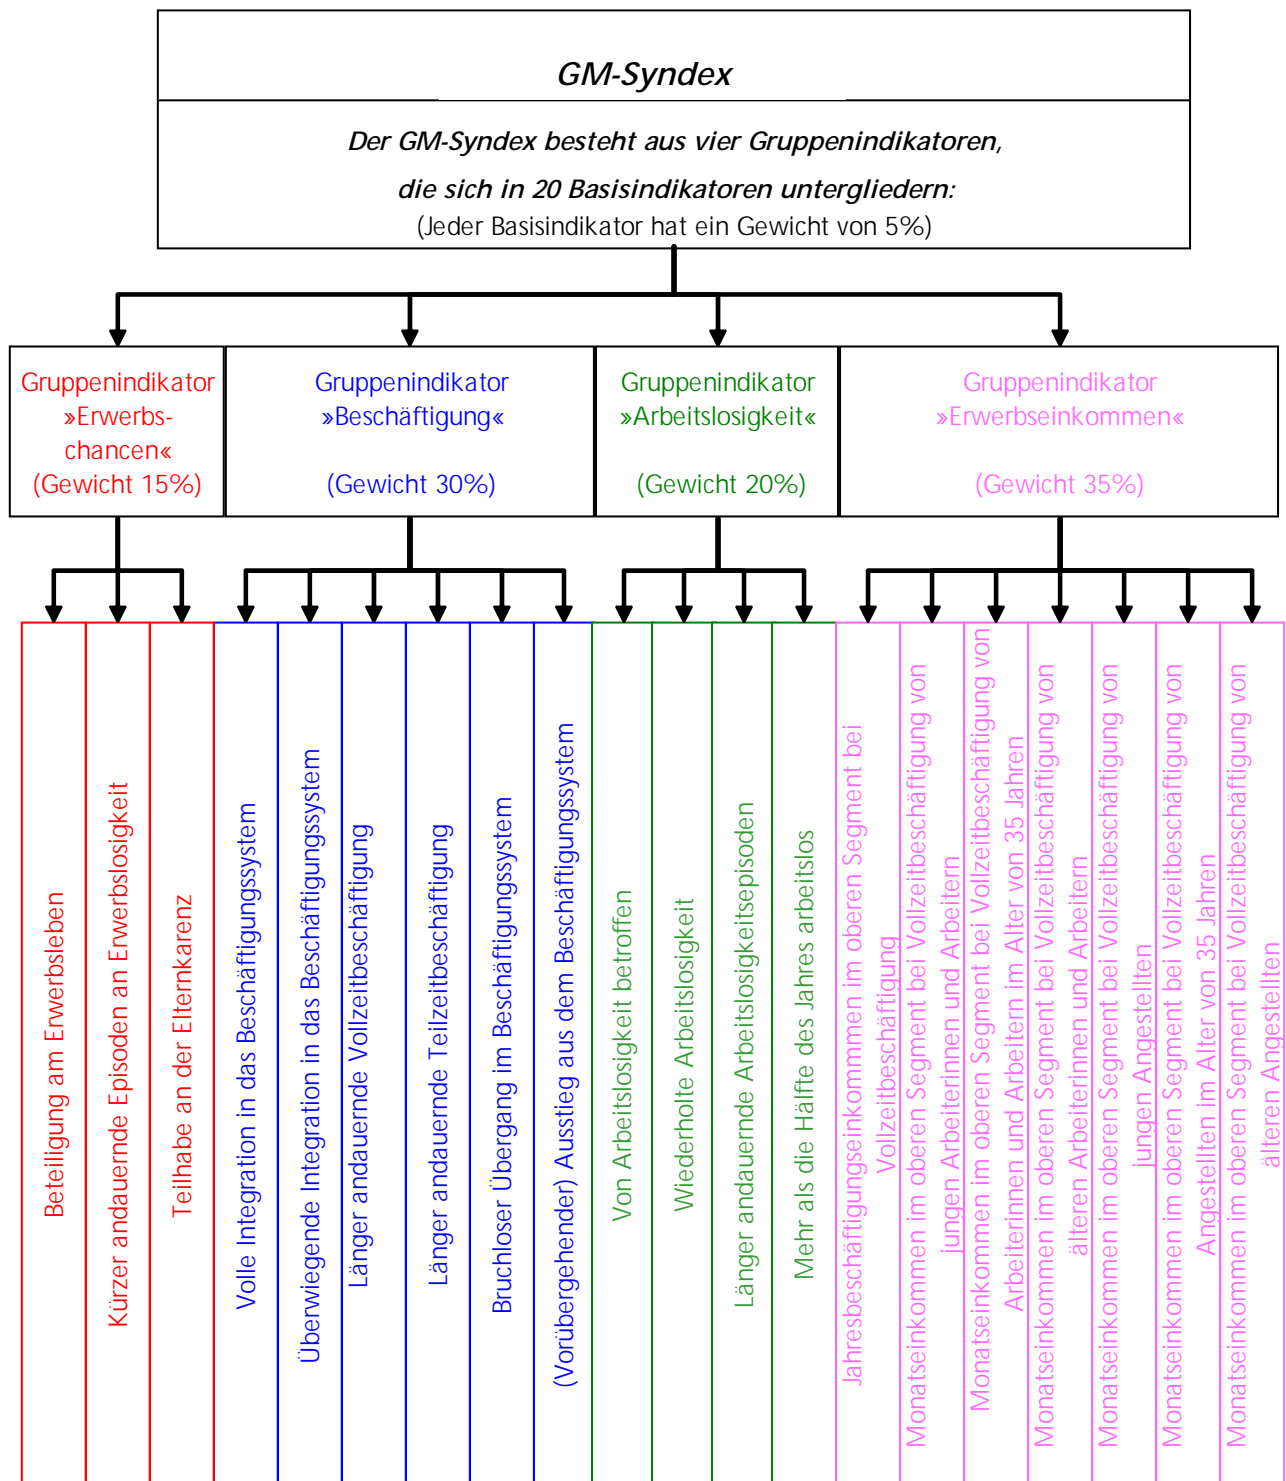 GM-Syndex
Der GM-Syndex besteht aus vier Gruppenindikatoren,
die sich in 20 Basisindikatoren untergliedern:
(Jeder Basisindikator hat ein Gewicht von 5%)
Gruppenindikator
»Erwerbs-
chancen«
(Gewicht 15%)
Gruppenindikator
»Beschäftigung«
(Gewicht 30%)
Gruppenindikator
»Arbeitslosigkeit«
(Gewicht 20%)
Gruppenindikator
»Erwerbseinkommen«
(Gewicht 35%)
Beteiligung am Erwerbsleben
Kürzer andauernde Episoden an Erwerbslosigkeit
Teilhabe an der Elternkarenz
Volle Integration in das Beschäftigungssystem
Überwiegende Integration in das Beschäftigungssystem
Länger andauernde Vollzeitbeschäftigung
Länger andauernde Teilzeitbeschäftigung
Bruchloser Übergang im Beschäftigungssystem
(Vorübergehender) Ausstieg aus dem Beschäftigungssystem
Von Arbeitslosigkeit betroffen
Wiederholte Arbeitslosigkeit
Länger andauernde Arbeitslosigkeitsepisoden
Mehr als die Hälfte des Jahres arbeitslos
Jahresbeschäftigungseinkommmen im oberen Segment bei
Vollzeitbeschäftigung
Monatseinkommen im oberen Segment bei Vollzeitbeschäftigung von
jungen Arbeiterinnen und Arbeitern
Monatseinkommen im oberen Segment bei Vollzeitbeschäftigung von
Arbeiterinnen und Arbeitern im Alter von 35 Jahren
Monatseinkommen im oberen Segment bei Vollzeitbeschäftigung von
älteren Arbeiterinnen und Arbeitern
Monatseinkommen im oberen Segment bei Vollzeitbeschäftigung von
jungen Angestellten
Monatseinkommen im oberen Segment bei Vollzeitbeschäftigung von
Angestellten im Alter von 35 Jahren
Monatseinkommen im oberen Segment bei Vollzeitbeschäftigung von
älteren Angestellten